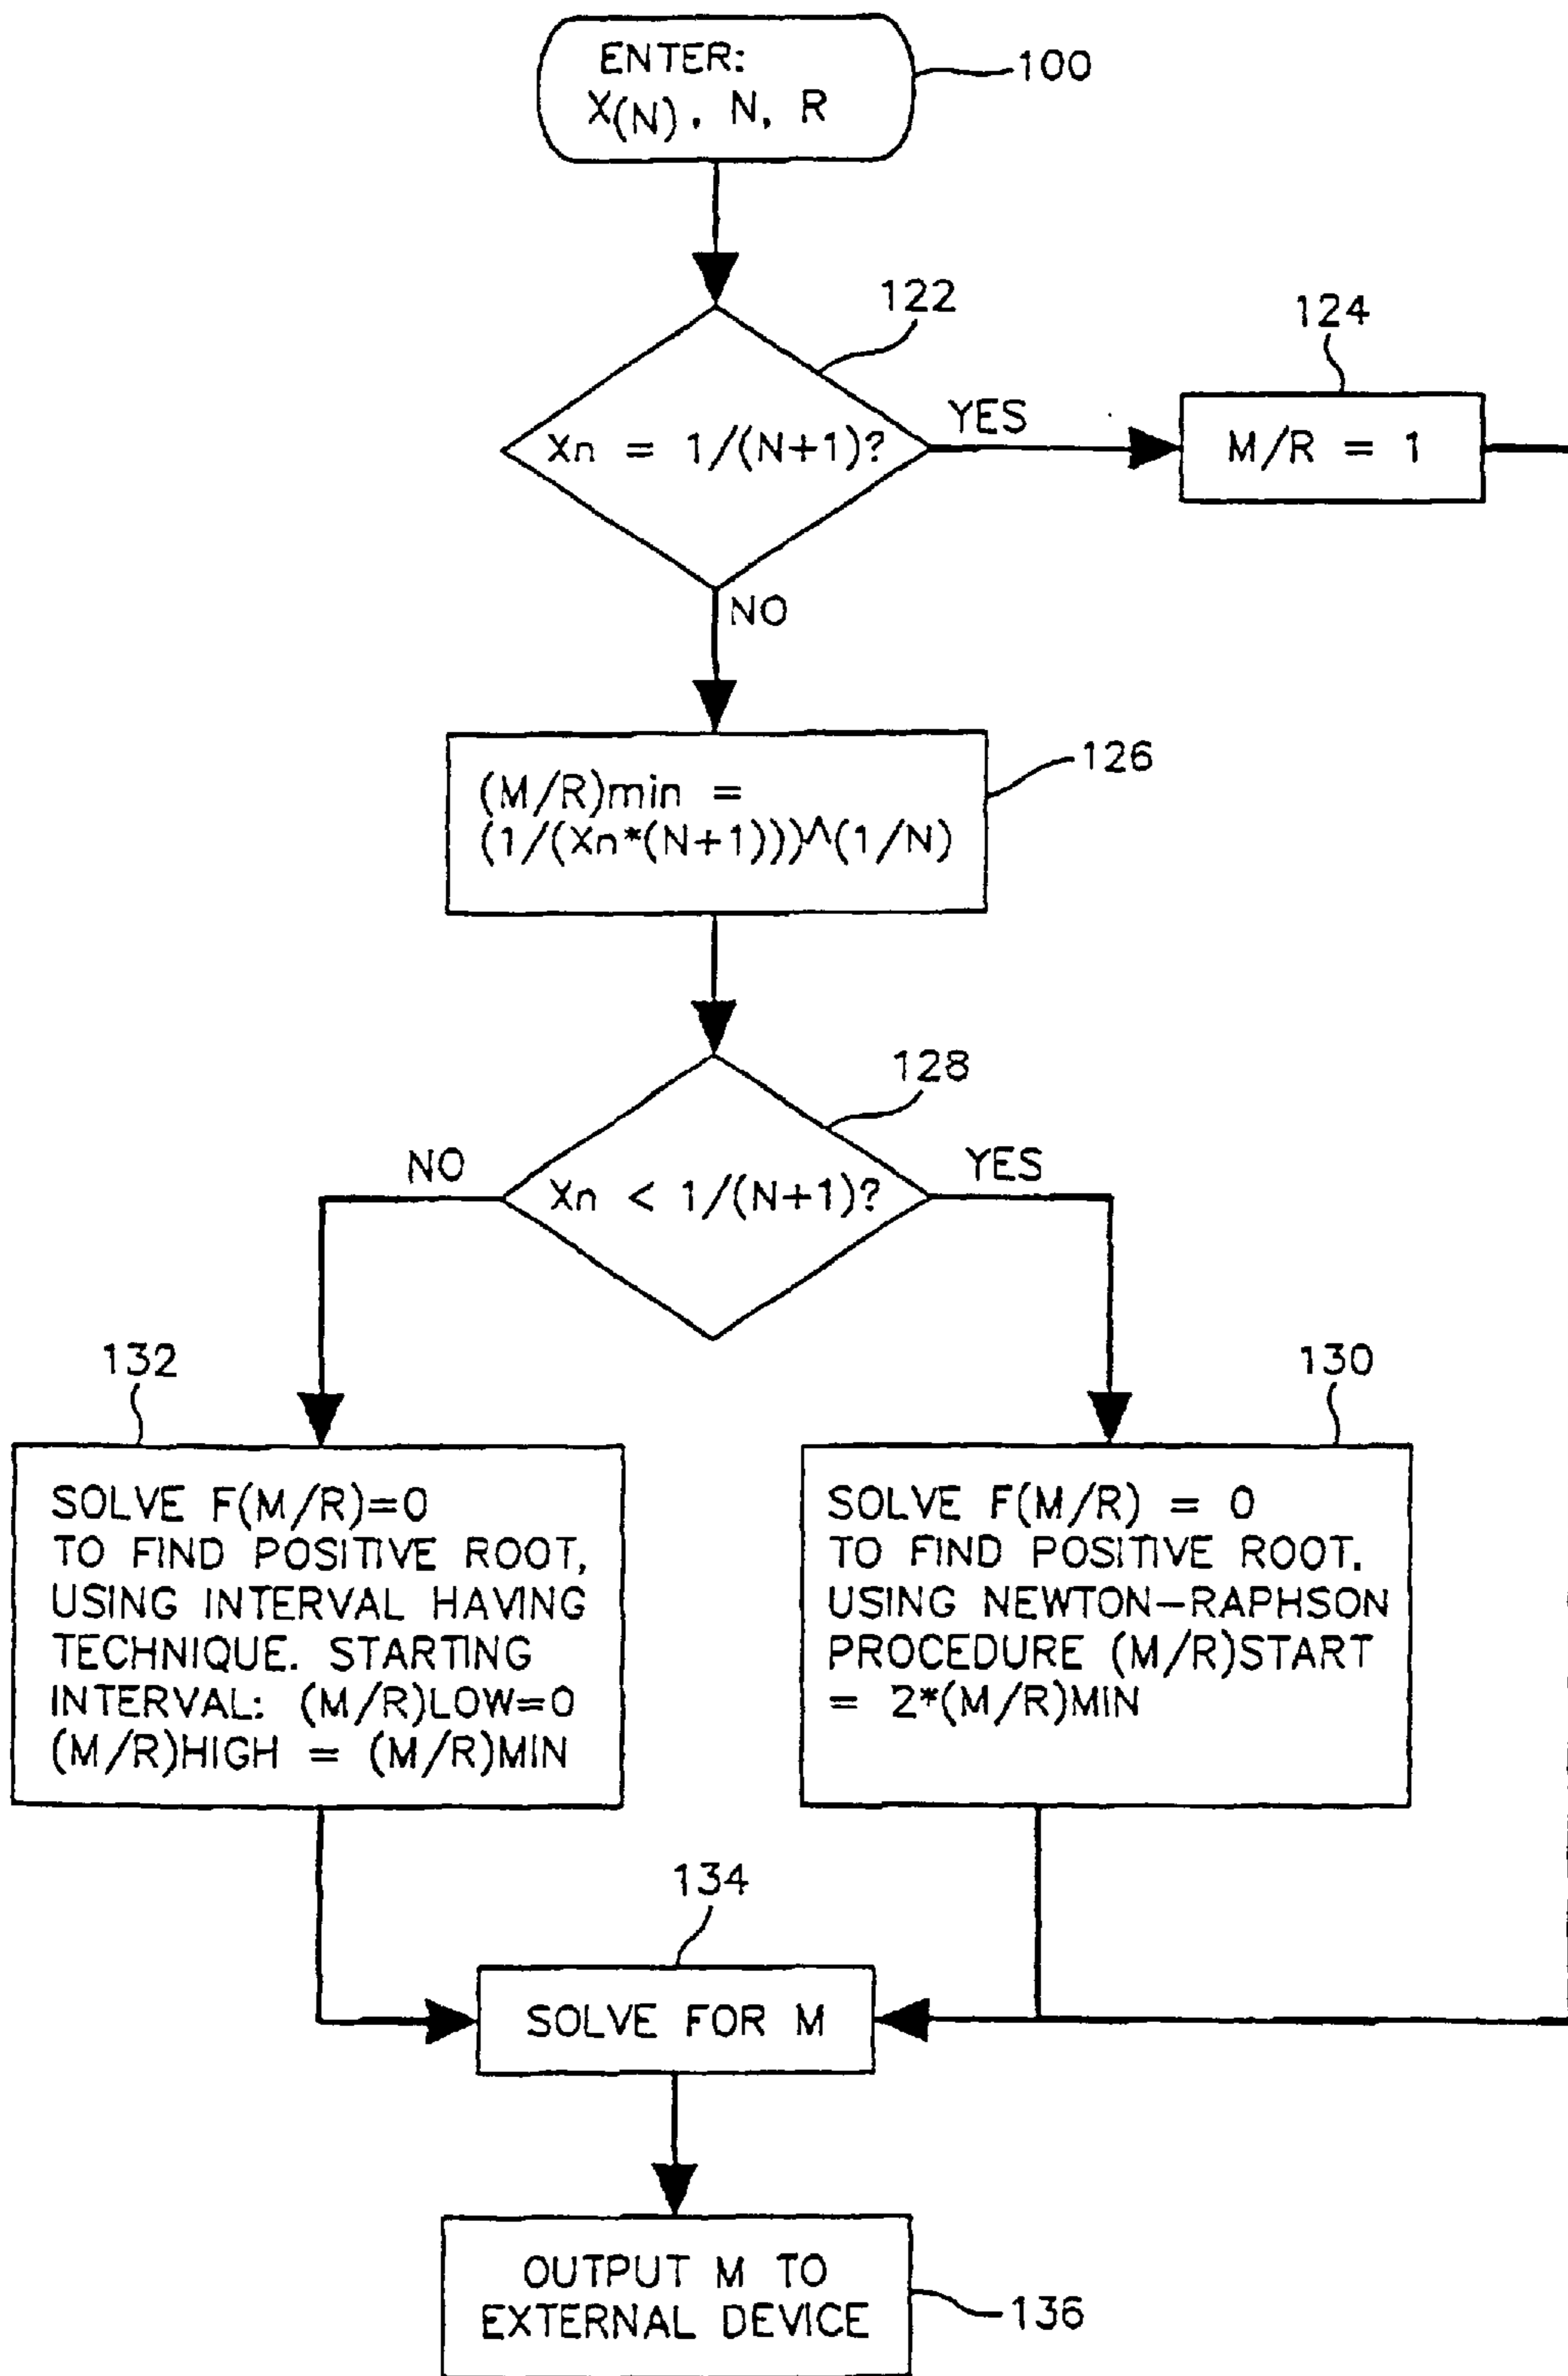 ENTER:
X(N), N, R
100
122
Xn = 1/(N+1)?
YES
124
M/R = 1
NO
126
(M/R)min =
(1/(Xn*(N+1)))^(1/N)
128
Xn < 1/(N+1)?
NO
YES
132
SOLVE F(M/R)=0
TO FIND POSITIVE ROOT,
USING INTERVAL HAVING
TECHNIQUE. STARTING
INTERVAL: (M/R)LOW=0
(M/R)HIGH = (M/R)MIN
130
SOLVE F(M/R) = 0
TO FIND POSITIVE ROOT.
USING NEWTON-RAPHSON
PROCEDURE (M/R)START
= 2*(M/R)MIN
134
SOLVE FOR M
OUTPUT M TO
EXTERNAL DEVICE
136